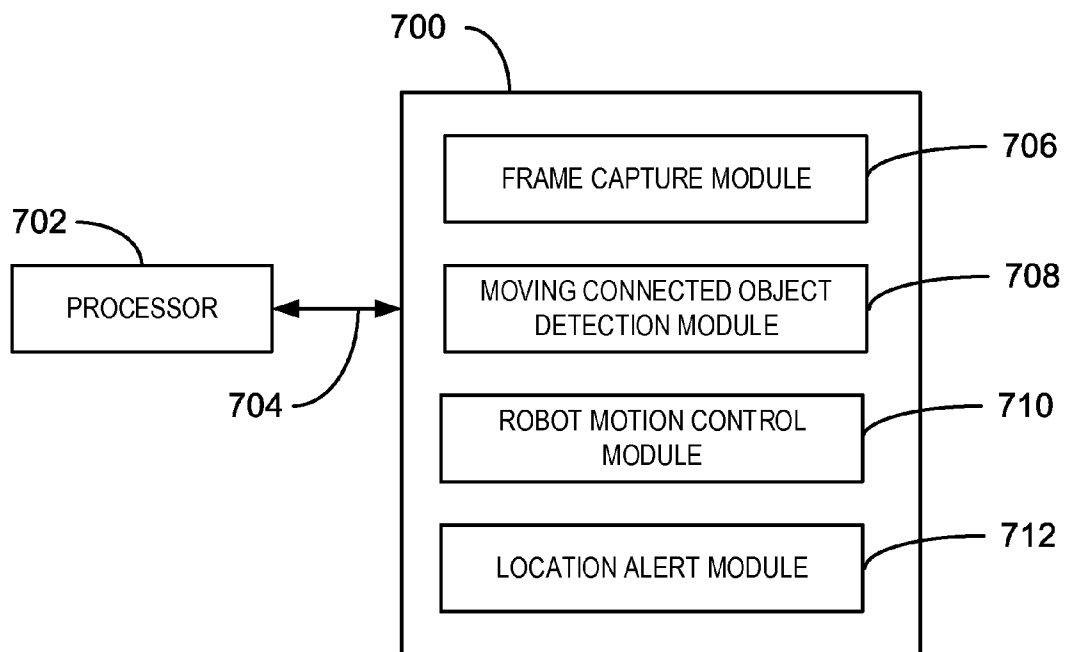 700
FRAME CAPTURE MODULE
706
702
PROCESSOR
704
MOVING CONNECTED OBJECT
DETECTION MODULE
708
ROBOT MOTION CONTROL
MODULE
710
LOCATION ALERT MODULE
712